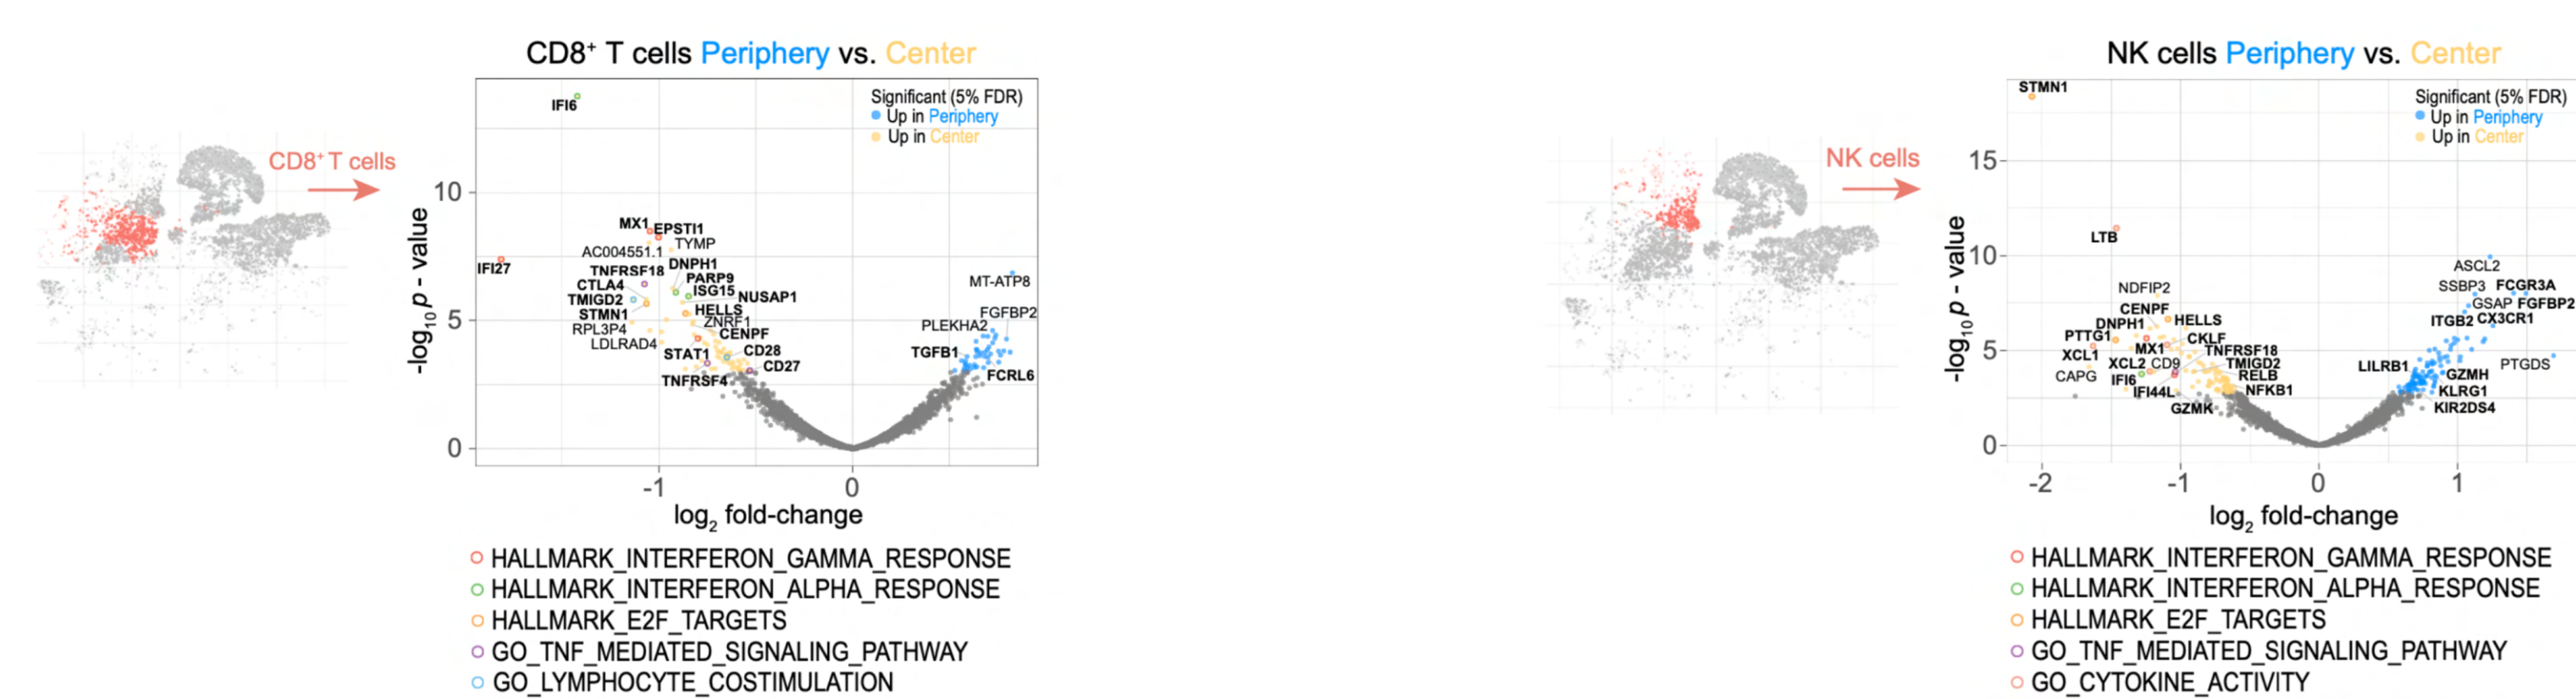 CD8⁺ T cells Periphery vs. Center
CD8⁺ T cells
Significant (5% FDR)
Up in Periphery
Up in Center
IFI6
10
MX1
EPSTI1
TYMP
AC004551.1
IFI27
DNPH1
TNFRSF18
PARP9
CTLA4
ISG15
TMIGD2
NUSAP1
STMN1
HELLS
RPL3P4
ZNRF1
CENPF
LDLRAD4
STAT1
CD28
CD27
TNFRSF4
MT-ATP8
FGFBP2
PLEKHA2
TGFB1
FCRL6
5
0
-log₁₀ p - value
-1
0
log₂ fold-change
HALLMARK_INTERFERON_GAMMA_RESPONSE
HALLMARK_INTERFERON_ALPHA_RESPONSE
HALLMARK_E2F_TARGETS
GO_TNF_MEDIATED_SIGNALING_PATHWAY
GO_LYMPHOCYTE_COSTIMULATION
NK cells Periphery vs. Center
NK cells
STMN1
Significant (5% FDR)
Up in Periphery
Up in Center
15
LTB
10
ASCL2
NDFIP2
SSBP3 FCGR3A
GSAP FGFBP2
CENPF
ITGB2 CX3CR1
DNPH1
HELLS
PTTG1
CKLF
MX1
TNFRSF18
XCL1
XCL2 CD9
TMIGD2
CAPG
IFI6
RELB
IFI44L
NFKB1
GZMK
LILRB1
PTGDS
GZMH
KLRG1
KIR2DS4
5
0
-log₁₀ p - value
-2
-1
0
1
log₂ fold-change
HALLMARK_INTERFERON_GAMMA_RESPONSE
HALLMARK_INTERFERON_ALPHA_RESPONSE
HALLMARK_E2F_TARGETS
GO_TNF_MEDIATED_SIGNALING_PATHWAY
GO_CYTOKINE_ACTIVITY